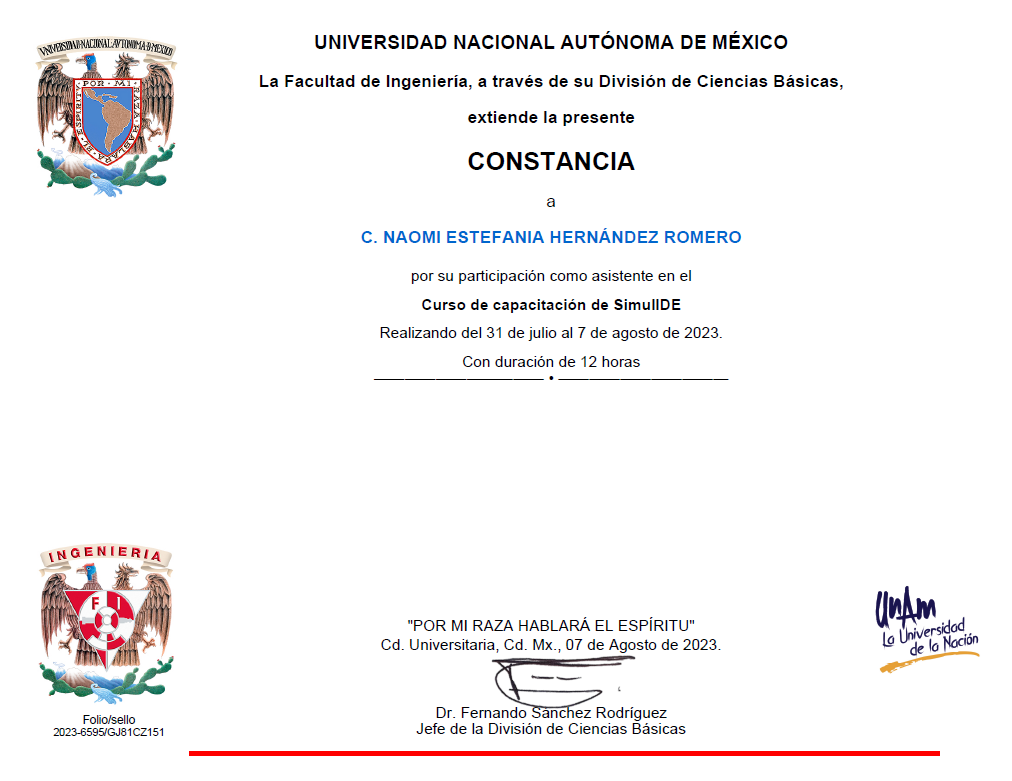 UNIVERSIDAD NACIONAL AVTONOMA DE MEXICO
POR MI RAZA HABLARA EL ESPIRITU
UNIVERSIDAD NACIONAL AUTÓNOMA DE MÉXICO
La Facultad de Ingeniería, a través de su División de Ciencias Básicas,
extiende la presente
CONSTANCIA
a
C. NAOMI ESTEFANIA HERNÁNDEZ ROMERO
por su participación como asistente en el
Curso de capacitación de SimulIDE
Realizando del 31 de julio al 7 de agosto de 2023.
Con duración de 12 horas
INGENIERIA
F I
Folio/sello
2023-6595/GJ81CZ151
"POR MI RAZA HABLARÁ EL ESPÍRITU"
Cd. Universitaria, Cd. Mx., 07 de Agosto de 2023.
Dr. Fernando Sánchez Rodríguez
Jefe de la División de Ciencias Básicas
UNAM
La Universidad
de la Nación